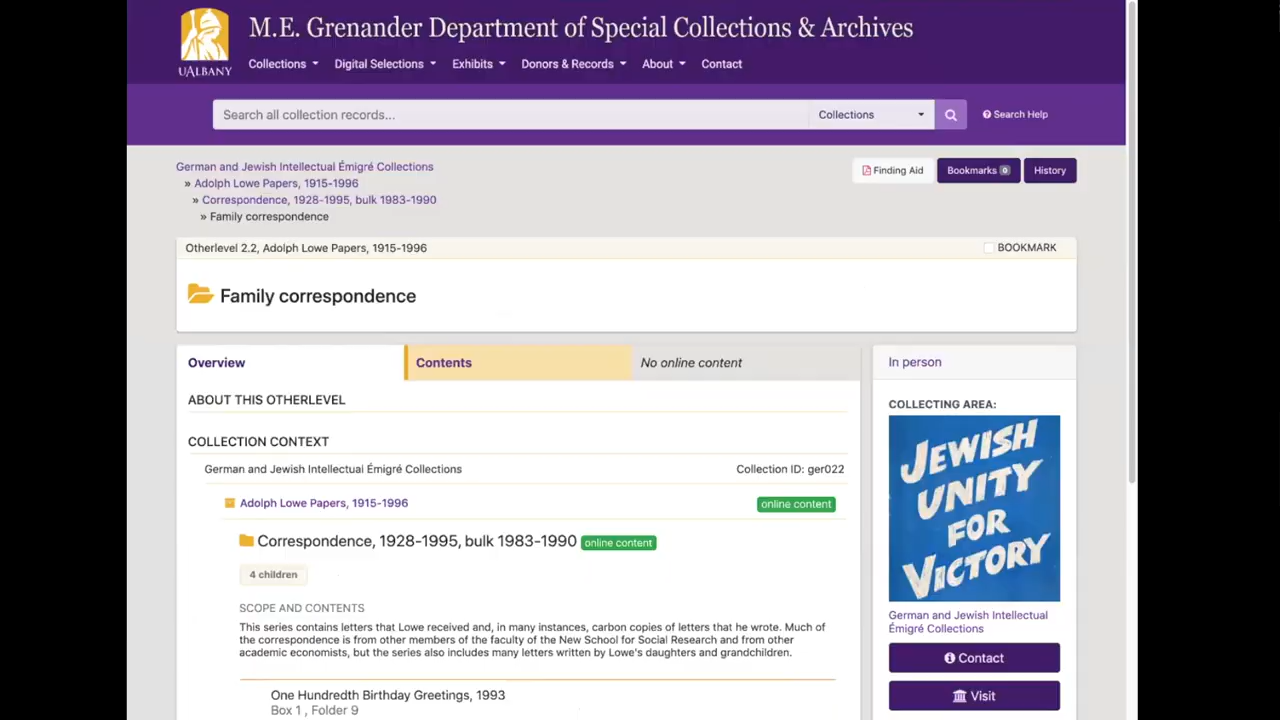 M.E. Grenander Department of Special Collections & Archives
UALBANY
Collections Digital Selections Exhibits Donors & Records About Contact
Search all collection records... Collections Search Help
German and Jewish Intellectual Émigré Collections
» Adolph Lowe Papers, 1915-1996
» Correspondence, 1928-1995, bulk 1983-1990
» Family correspondence
Finding Aid Bookmarks 0 History
Otherlevel 2.2, Adolph Lowe Papers, 1915-1996 BOOKMARK
Family correspondence
Overview Contents No online content
ABOUT THIS OTHERLEVEL
COLLECTION CONTEXT
German and Jewish Intellectual Émigré Collections Collection ID: ger022
Adolph Lowe Papers, 1915-1996 online content
Correspondence, 1928-1995, bulk 1983-1990 online content
4 children
SCOPE AND CONTENTS
This series contains letters that Lowe received and, in many instances, carbon copies of letters that he wrote. Much of
the correspondence is from other members of the faculty of the New School for Social Research and from other
academic economists, but the series also includes many letters written by Lowe's daughters and grandchildren.
One Hundredth Birthday Greetings, 1993
Box 1 , Folder 9
In person
COLLECTING AREA:
JEWISH
UNITY
FOR
VICTORY
German and Jewish Intellectual
Émigré Collections
Contact
Visit